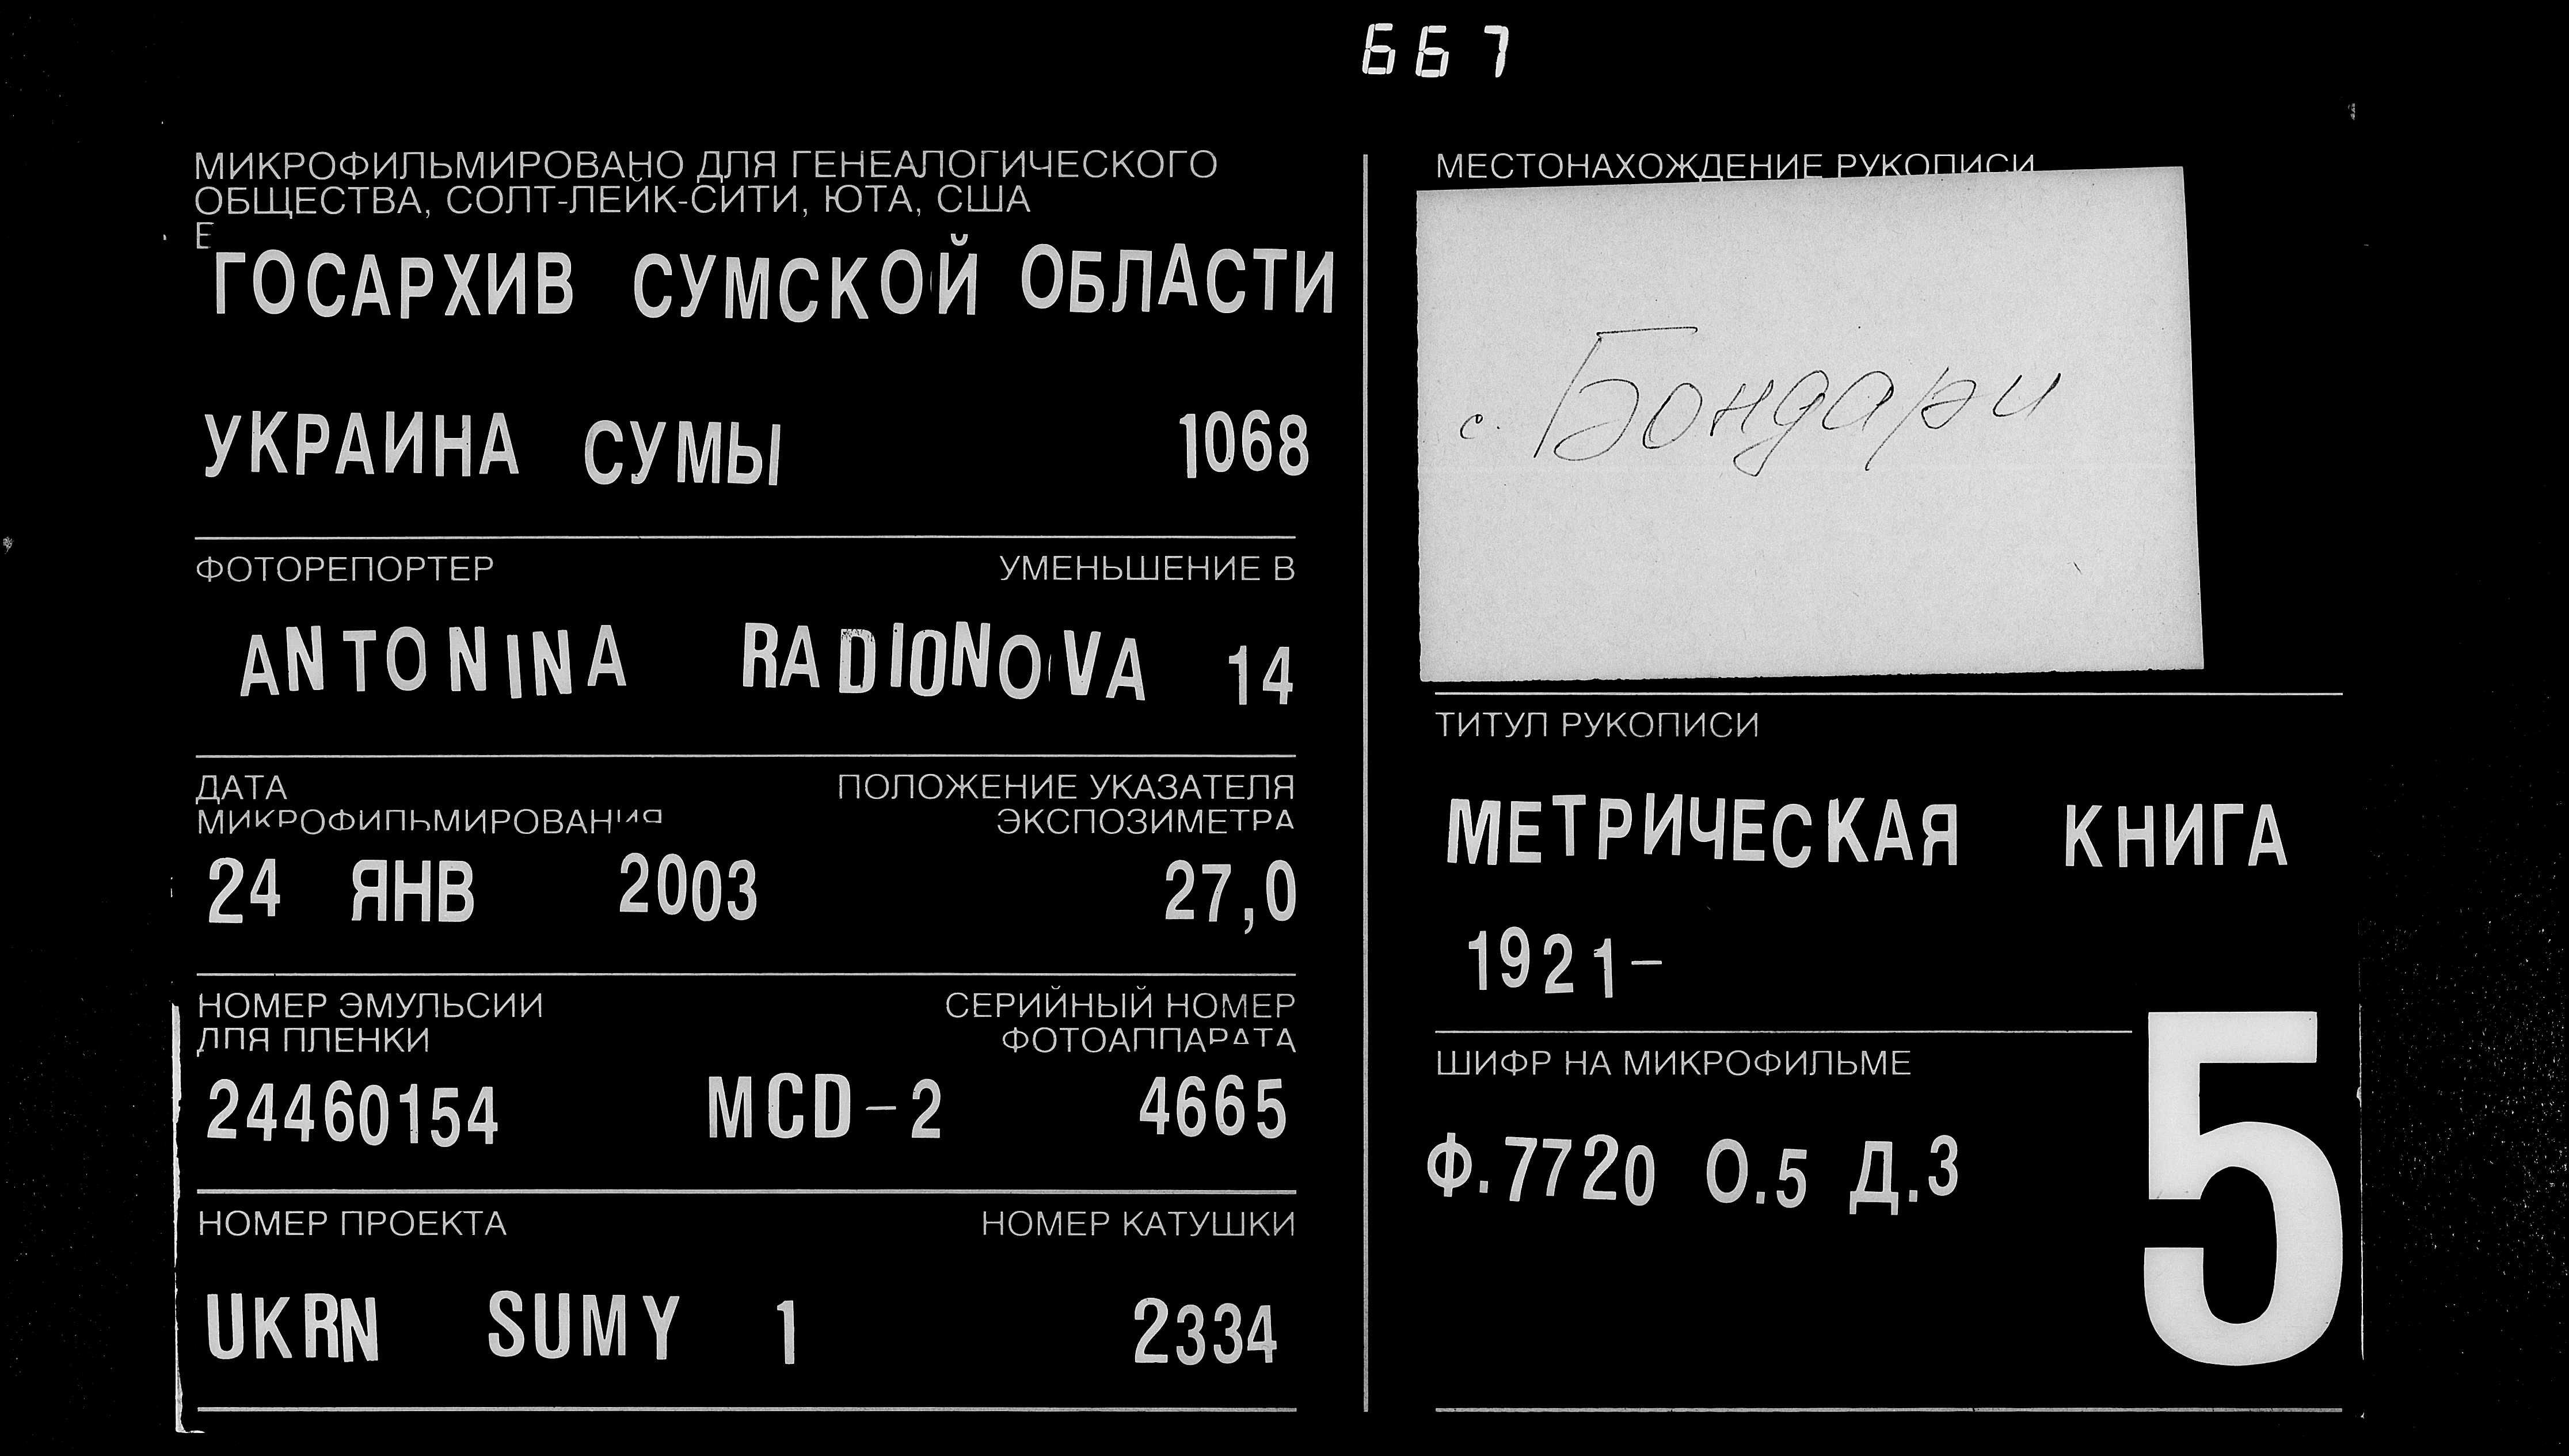 667
МИКРОФИЛЬМИРОВАНО ДЛЯ ГЕНЕАЛОГИЧЕСКОГО
ОБЩЕСТВА, СОЛТ-ЛЕЙК-СИТИ, ЮТА, США
Е
ГОСАРХИВ СУМСКОЙ ОБЛАСТИ
УКРАИНА СУМЫ 1068
ФОТОРЕПОРТЕР УМЕНЬШЕНИЕ В
ANTONINA RADIONOVA 14
ДАТА ПОЛОЖЕНИЕ УКАЗАТЕЛЯ
МИКРОФИЛЬМИРОВАНИЯ ЭКСПОЗИМЕТРА
24 ЯНВ 2003 27,0
НОМЕР ЭМУЛЬСИИ СЕРИЙНЫЙ НОМЕР
ДЛЯ ПЛЕНКИ ФОТОАППАРАТА
24460154 MCD-2 4665
НОМЕР ПРОЕКТА НОМЕР КАТУШКИ
UKRN SUMY 1 2334
МЕСТОНАХОЖДЕНИЕ РУКОПИСИ
с. Бондари
ТИТУЛ РУКОПИСИ
МЕТРИЧЕСКАЯ КНИГА
1921-
ШИФР НА МИКРОФИЛЬМЕ
Ф.7720 О.5 Д.3
5